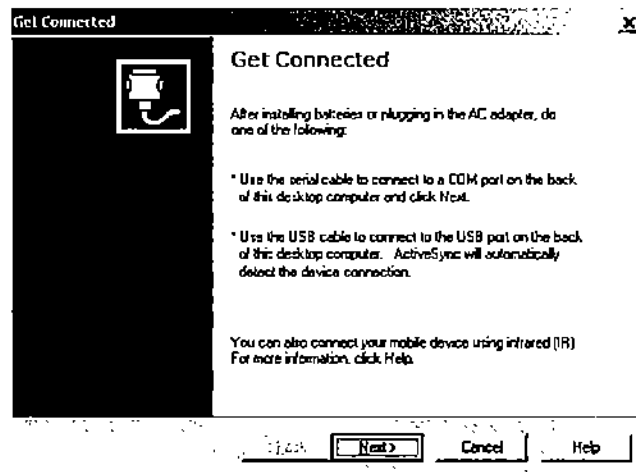 Get Connected
Get Connected
After installing batteries or plugging in the AC adapter, do
one of the following:
* Use the serial cable to connect to a COM port on the back
of this desktop computer and click Next.
* Use the USB cable to connect to the USB port on the back
of this desktop computer. ActiveSync will automatically
detect the device connection.
You can also connect your mobile device using infrared (IR)
For more information, click Help.
Next > Cancel Help